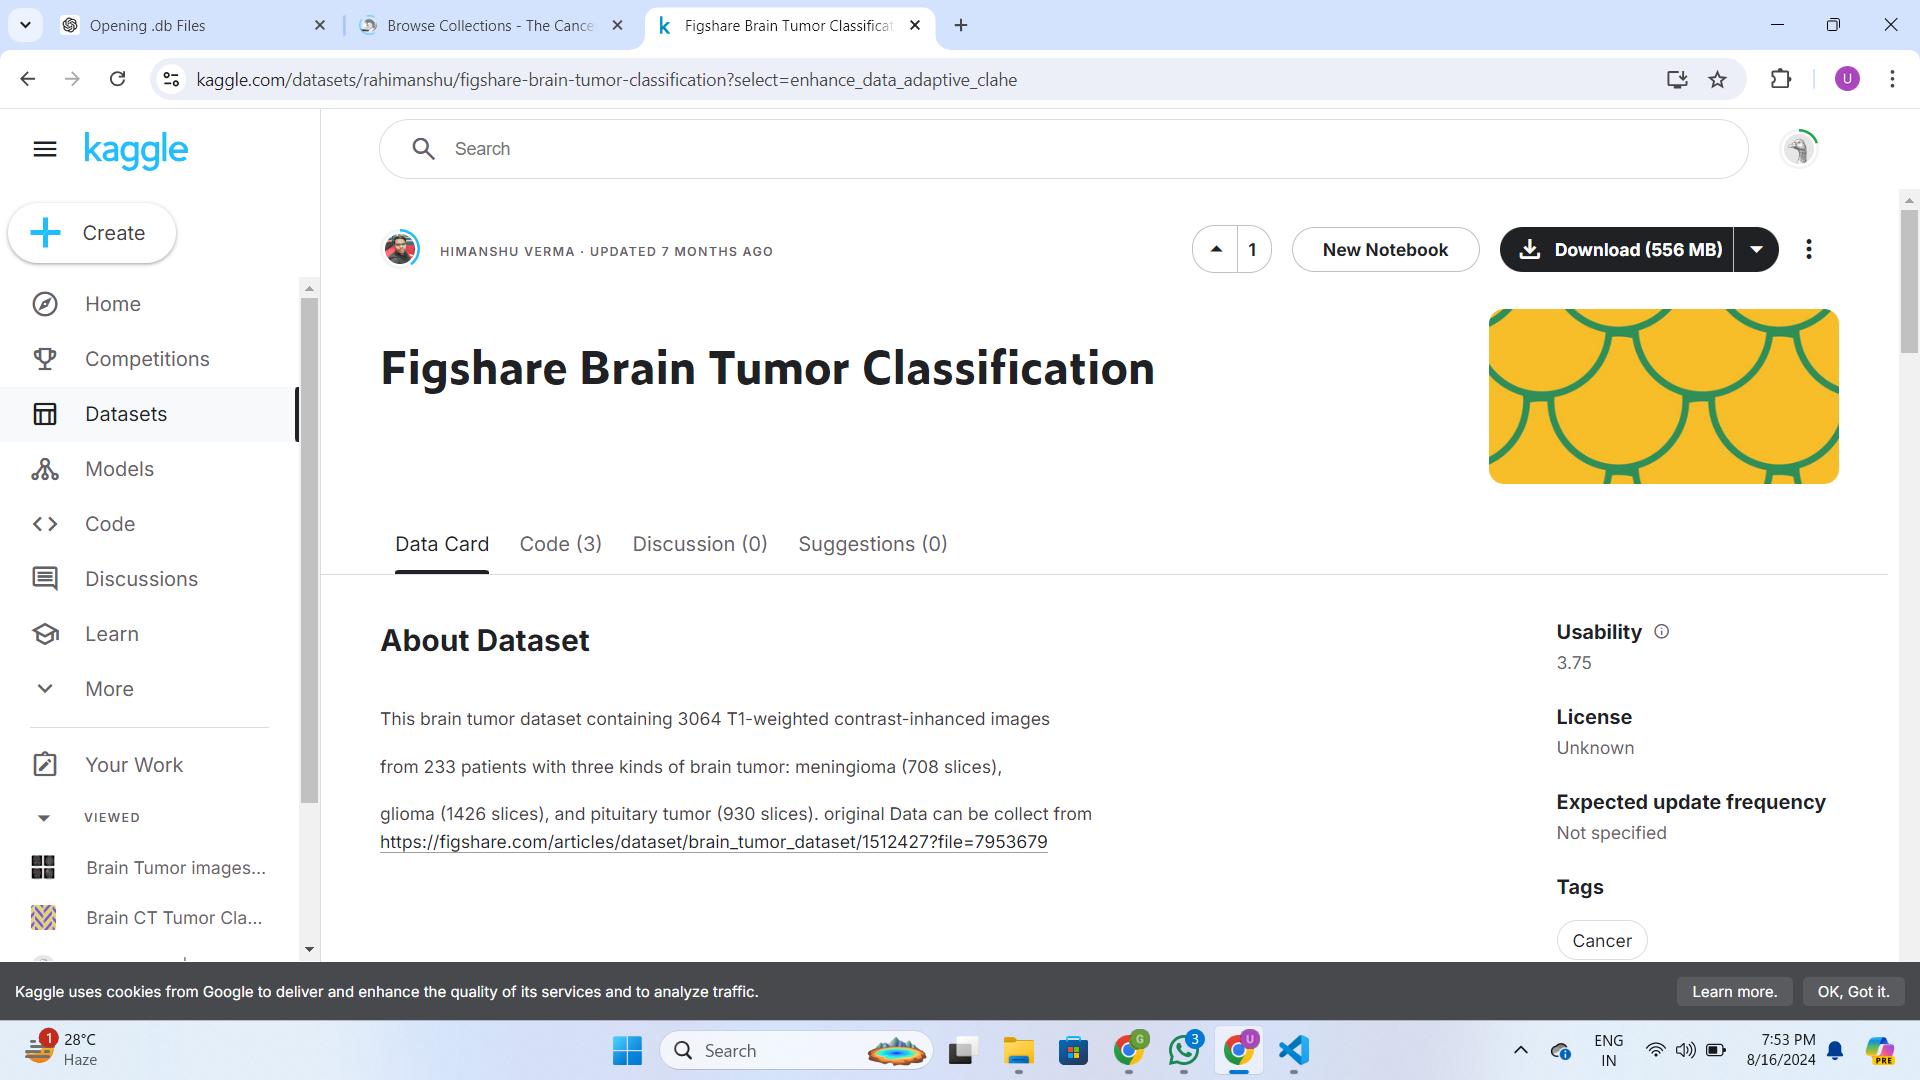 Opening .db Files
Browse Collections - The Cance
Figshare Brain Tumor Classificat
kaggle.com/datasets/rahimanshu/figshare-brain-tumor-classification?select=enhance_data_adaptive_clahe
U
kaggle
Search
Create
HIMANSHU VERMA · UPDATED 7 MONTHS AGO
1
New Notebook
Download (556 MB)
Home
Competitions
Datasets
Models
Code
Discussions
Learn
More
Your Work
VIEWED
Brain Tumor images...
Brain CT Tumor Cla...
Figshare Brain Tumor Classification
Data Card
Code (3)
Discussion (0)
Suggestions (0)
About Dataset
This brain tumor dataset containing 3064 T1-weighted contrast-inhanced images
from 233 patients with three kinds of brain tumor: meningioma (708 slices),
glioma (1426 slices), and pituitary tumor (930 slices). original Data can be collect from
https://figshare.com/articles/dataset/brain_tumor_dataset/1512427?file=7953679
Usability
3.75
License
Unknown
Expected update frequency
Not specified
Tags
Cancer
Kaggle uses cookies from Google to deliver and enhance the quality of its services and to analyze traffic.
Learn more.
OK, Got it.
1
28°C
Haze
Search
G
3
U
ENG
IN
7:53 PM
8/16/2024
PRE